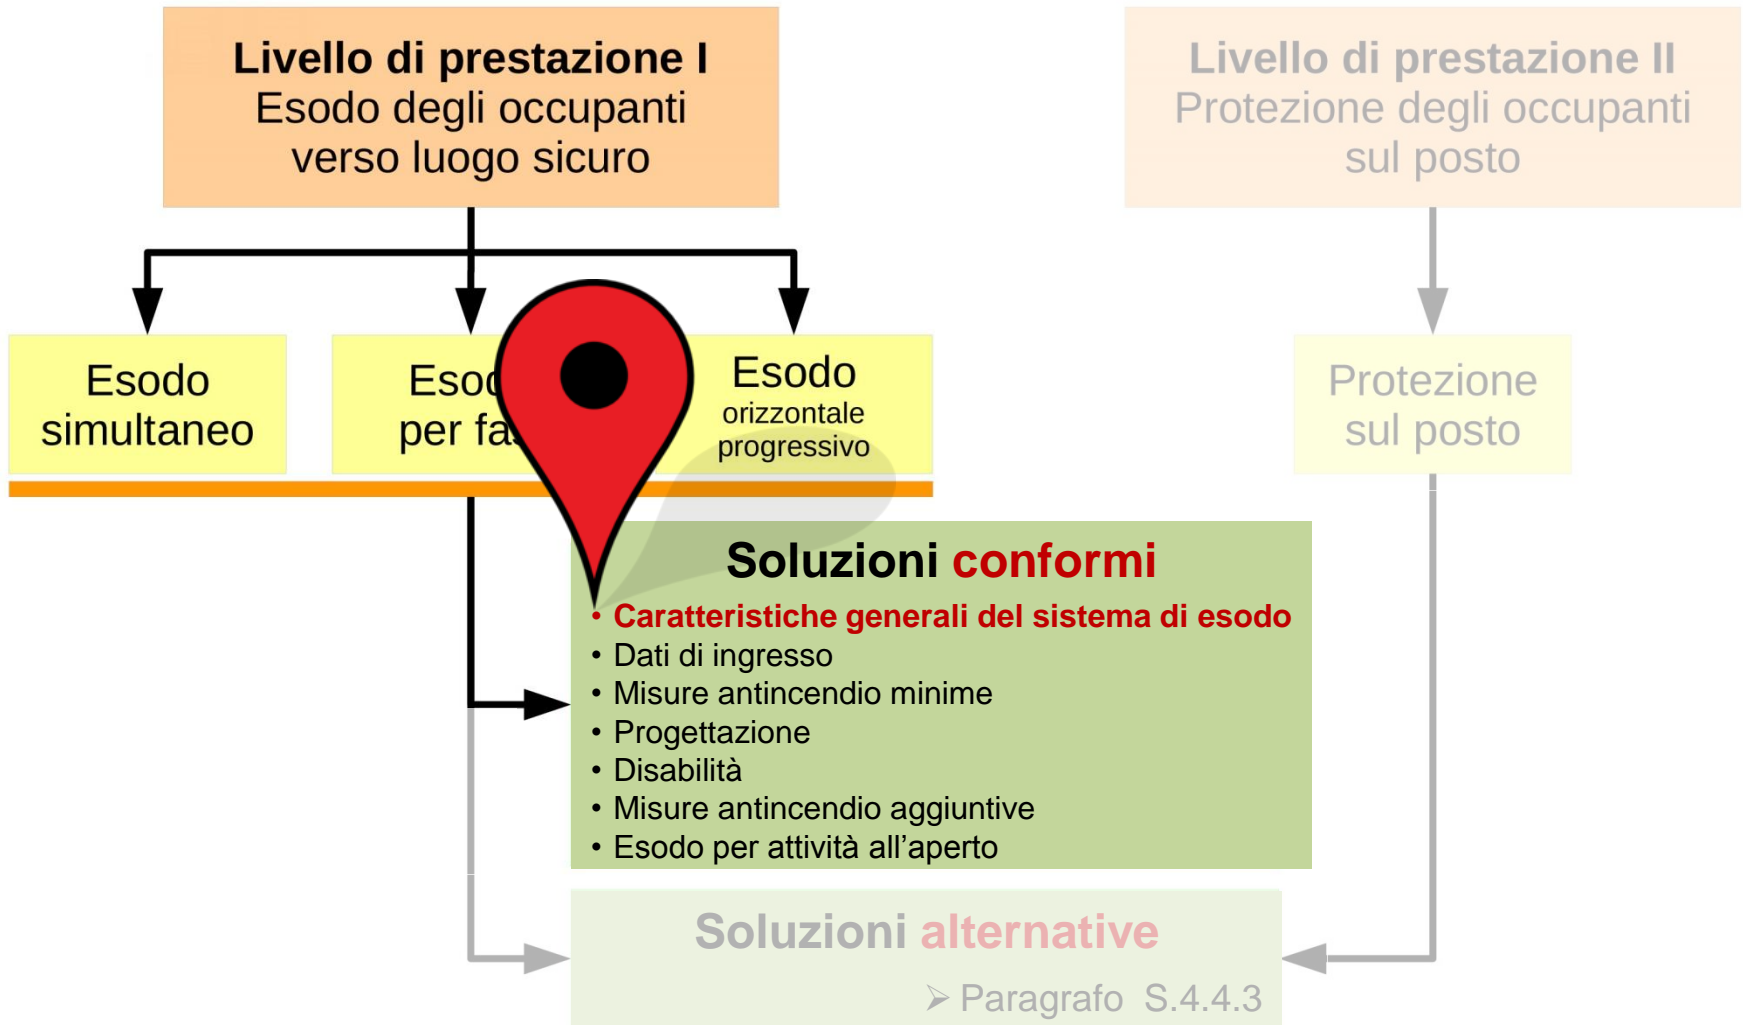 Livello di prestazione I
Esodo degli occupanti
verso luogo sicuro
Livello di prestazione II
Protezione degli occupanti
sul posto
Esodo
simultaneo
per
Esodo
orizzontale
progressivo
Protezione
sul posto
Soluzioni conformi
• Caratteristiche generali del sistema di esodo
• Dati di ingresso
• Misure antincendio minime
• Progettazione
• Disabilità
• Misure antincendio aggiuntive
• Esodo per attività all’aperto
Soluzioni alternative
➢ Paragrafo S.4.4.3